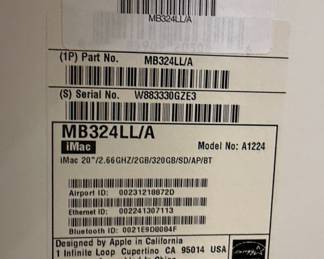 MB324LL/A
(1P) Part No. MB324LL/A
(S) Serial No. W883330GZE3
MB324LL/A
iMac Model No: A1224
iMac 20"/2.66GHZ/2GB/320GB/SD/AP/BT
Airport ID: 00231218872D
Ethernet ID: 002241307113
Bluetooth ID: 0021E9D0004F
Designed by Apple in California
1 Infinite Loop Cupertino CA 95014 USA